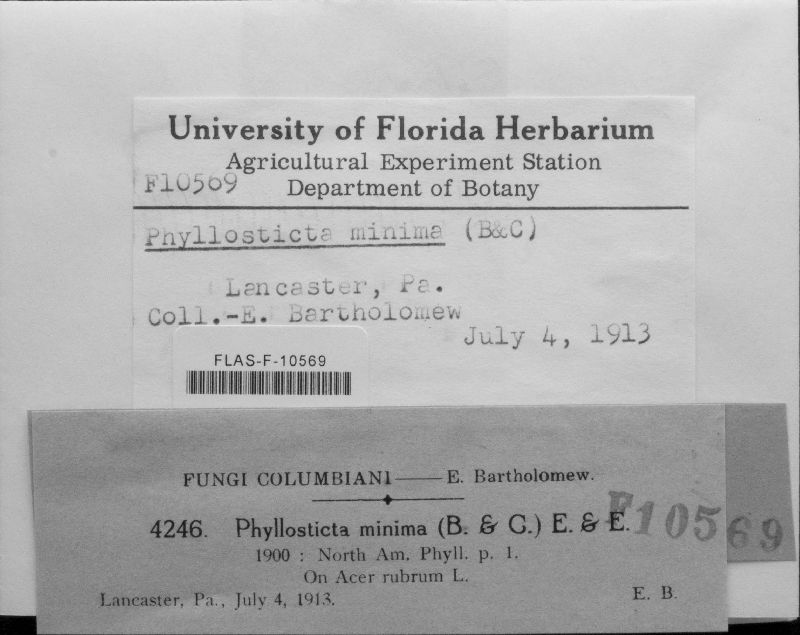 University of Florida Herbarium
Agricultural Experiment Station
F10569 Department of Botany
Phyllosticta minima (B&C)
Lancaster, Pa.
Coll.-E. Bartholomew
July 4, 1913
FLAS-F-10569
FUNGI COLUMBIANI — E. Bartholomew.
4246. Phyllosticta minima (B. & C.) E. & E.
F10569
1900 : North Am. Phyll. p. 1.
On Acer rubrum L.
Lancaster, Pa., July 4, 1913. E. B.